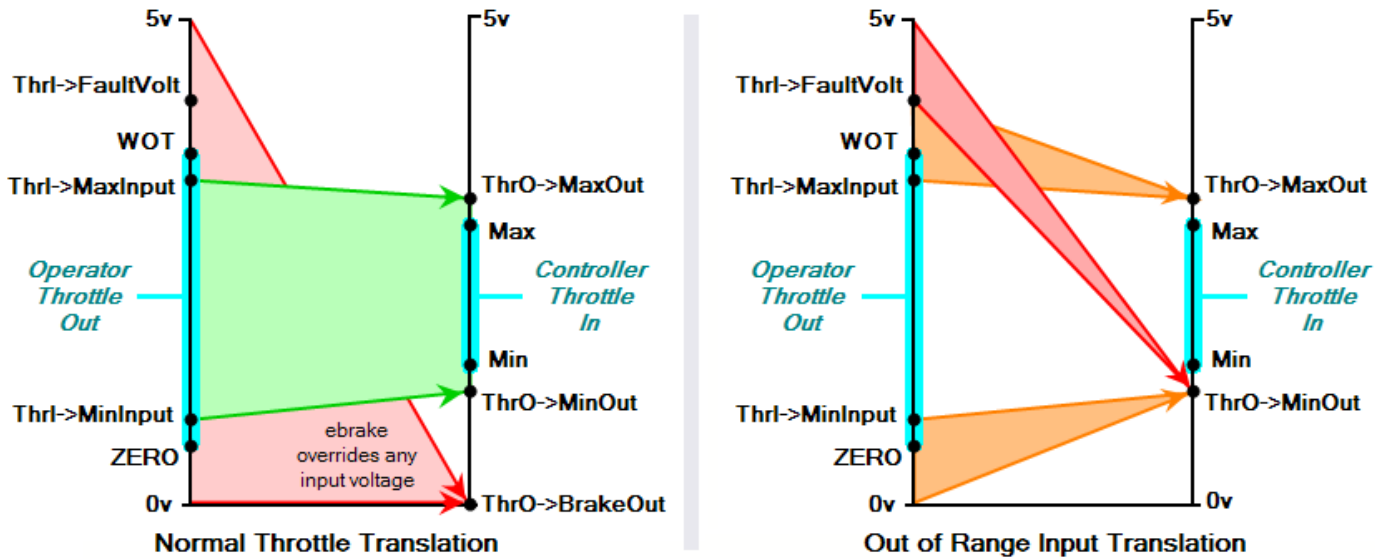 5v
Thrl->FaultVolt
WOT
Thrl->MaxInput
Operator
Throttle
Out
Thrl->MinInput
ZERO
0v
5v
ThrO->MaxOut
Max
Controller
Throttle
In
Min
ThrO->MinOut
ebrake
overrides any
input voltage
ThrO->BrakeOut
Normal Throttle Translation
5v
Thrl->FaultVolt
WOT
Thrl->MaxInput
Operator
Throttle
Out
Thrl->MinInput
ZERO
0v
5v
ThrO->MaxOut
Max
Controller
Throttle
In
Min
ThrO->MinOut
0v
Out of Range Input Translation